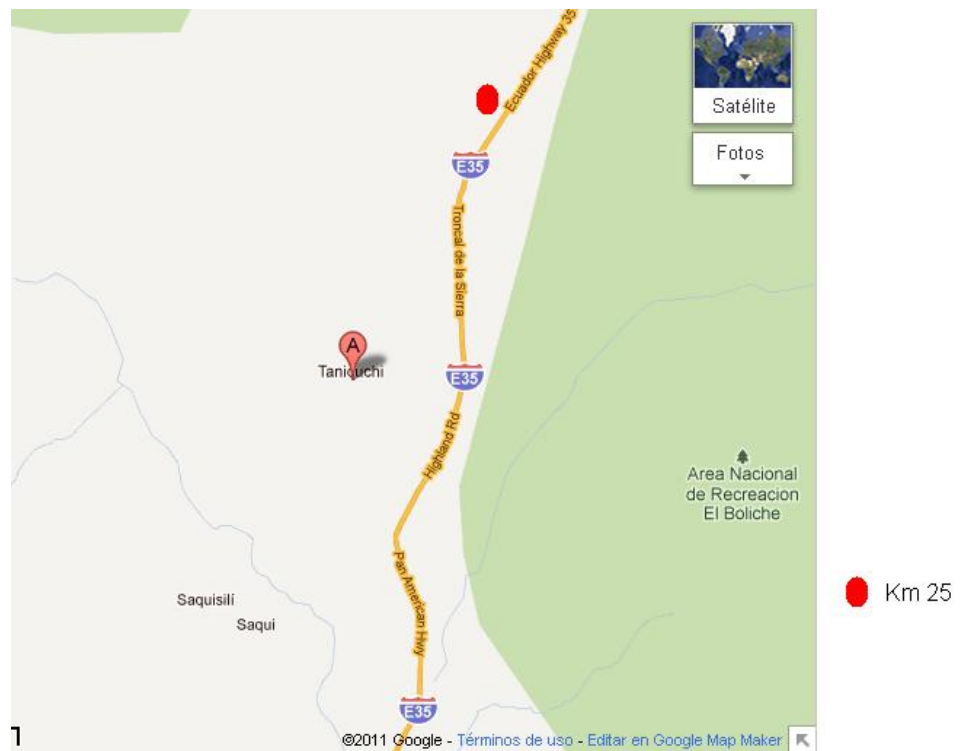 Ecuador Highway 35
Satélite
Fotos
E35
Troncal de la Sierra
A
Taniguchi
E35
Highland Rd
Area Nacional
de Recreacion
El Boliche
Pan American Hwy
Saquisilí
Saqui
Km 25
E35
©2011 Google - Términos de uso - Editar en Google Map Maker